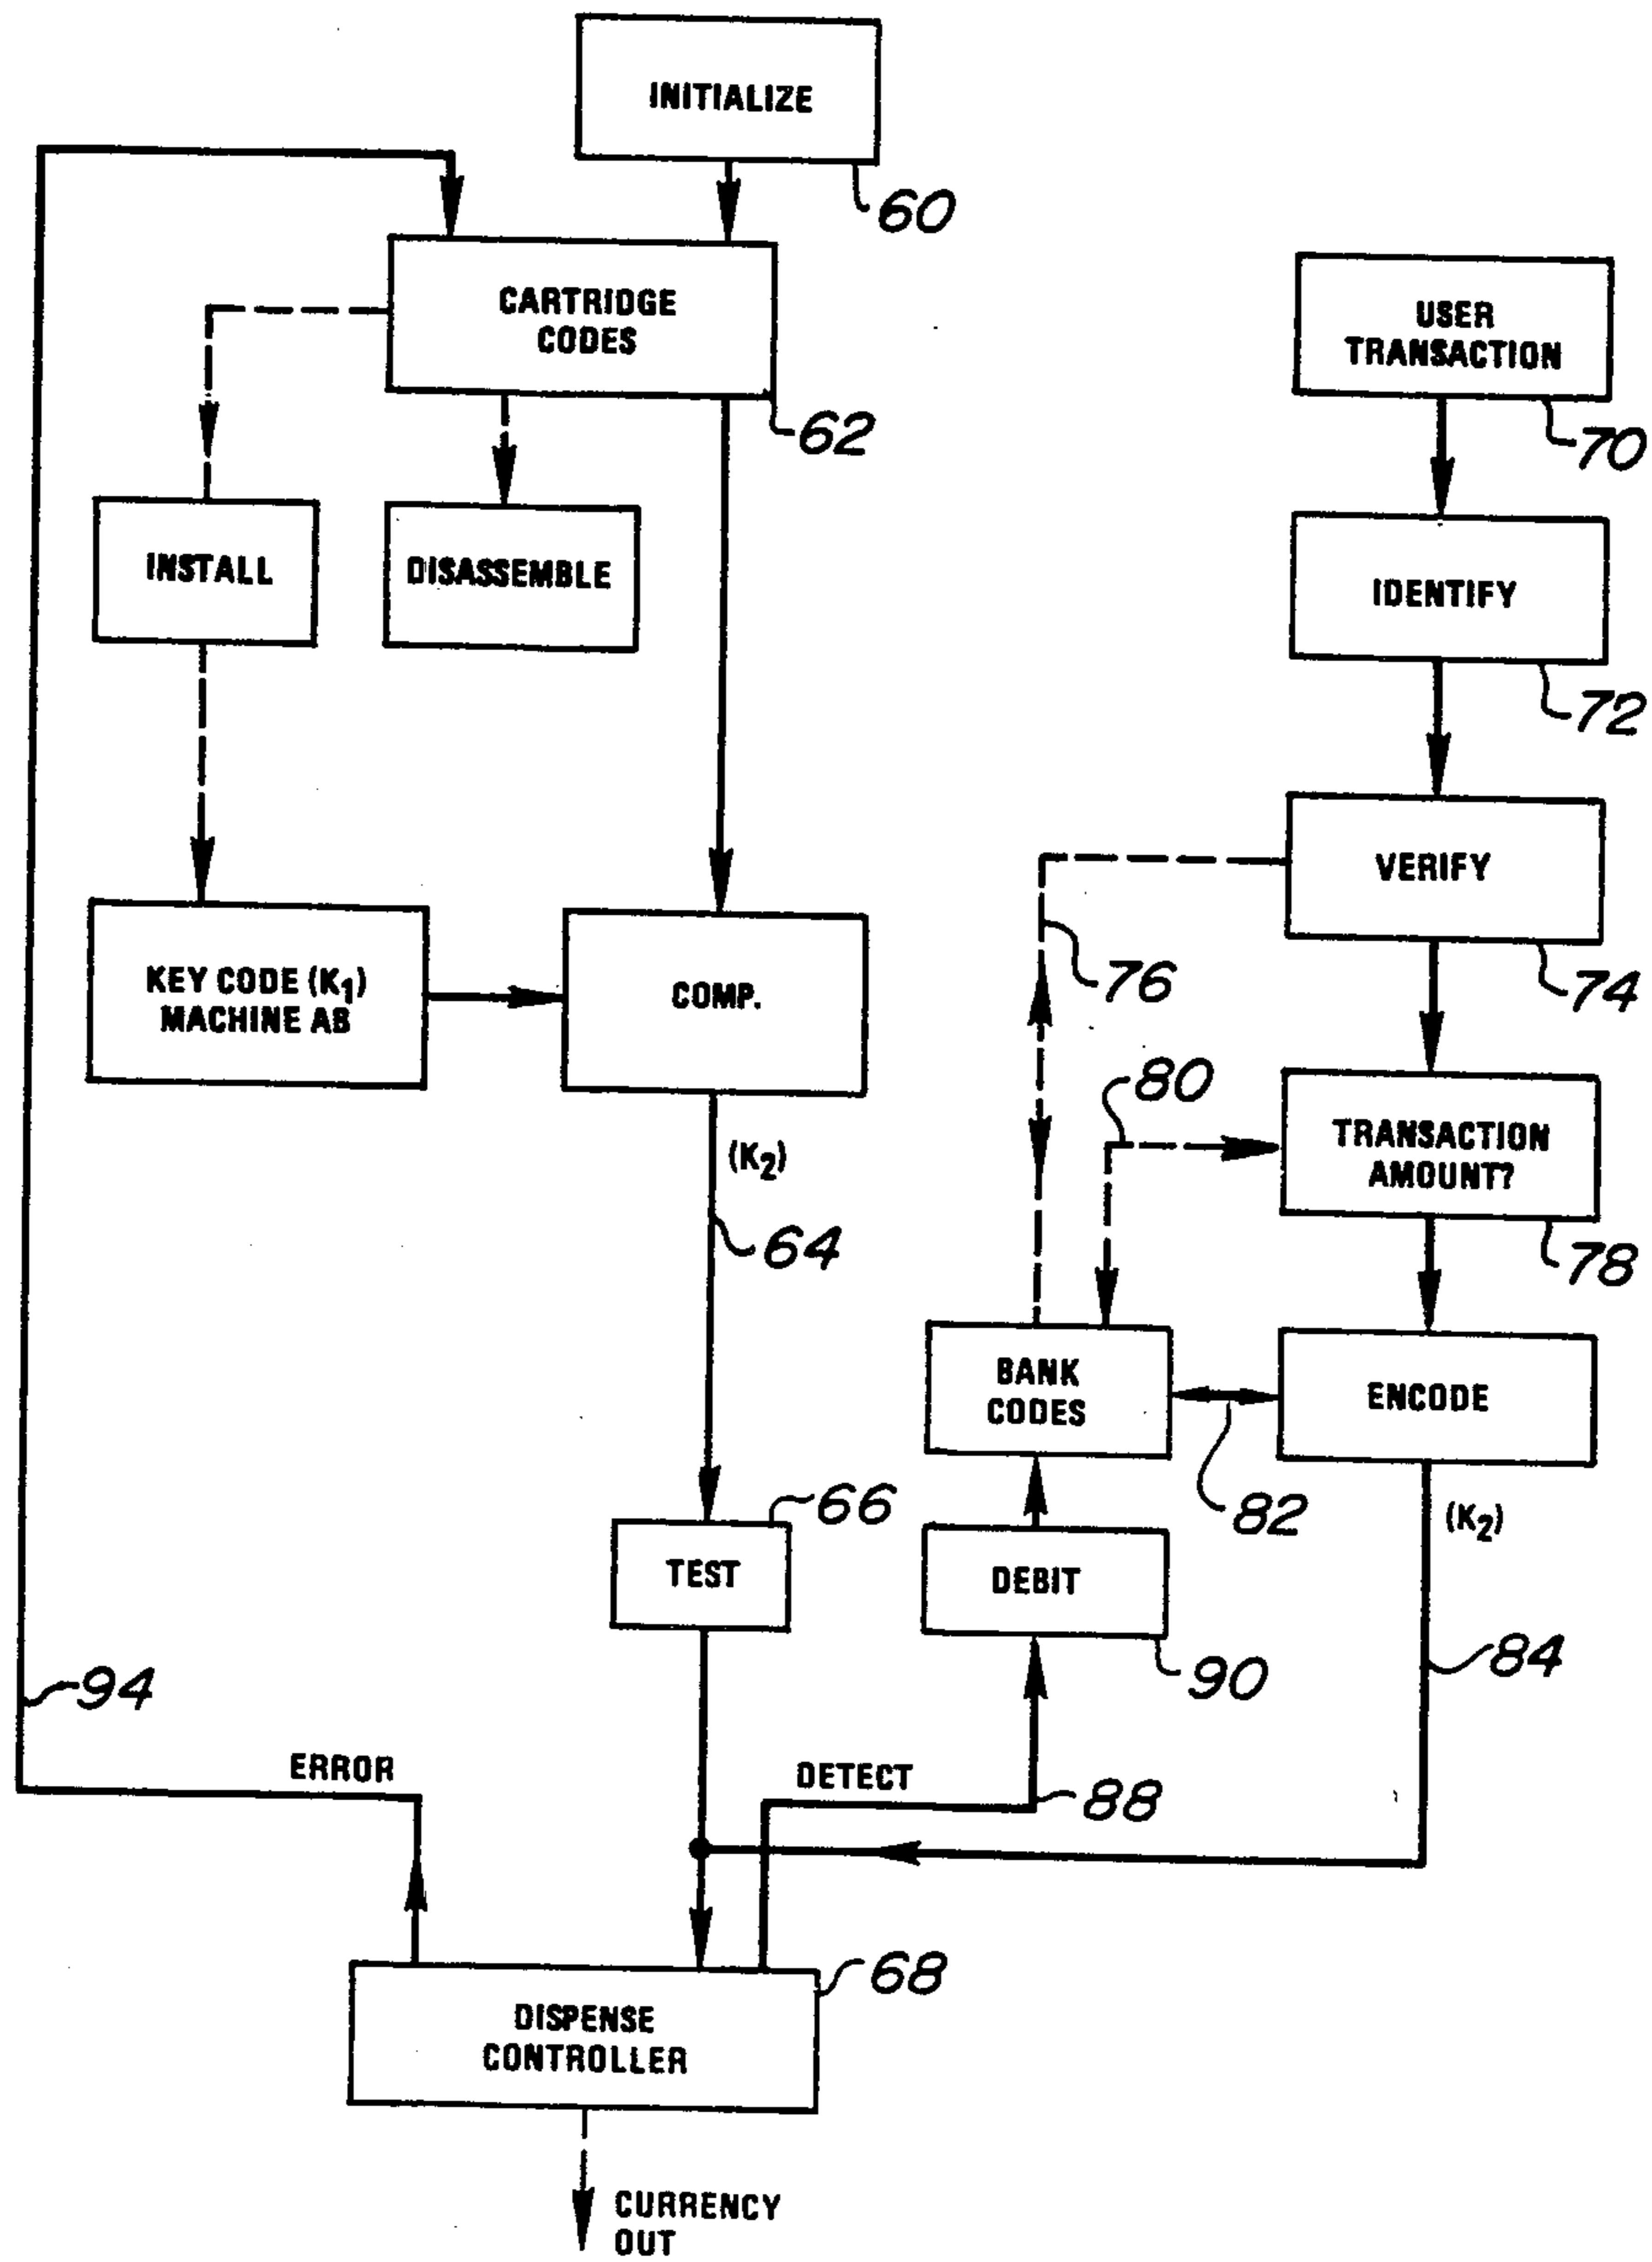 INITIALIZE
60
CARTRIDGE
CODES
62
USER
TRANSACTION
70
INSTALL
DISASSEMBLE
IDENTIFY
72
VERIFY
74
76
KEY CODE (K1)
MACHINE AB
COMP.
80
TRANSACTION
AMOUNT?
78
(K2)
64
BANK
CODES
ENCODE
82
66
(K2)
TEST
DEBIT
90
84
94
ERROR
DETECT
88
68
DISPENSE
CONTROLLER
CURRENCY
OUT